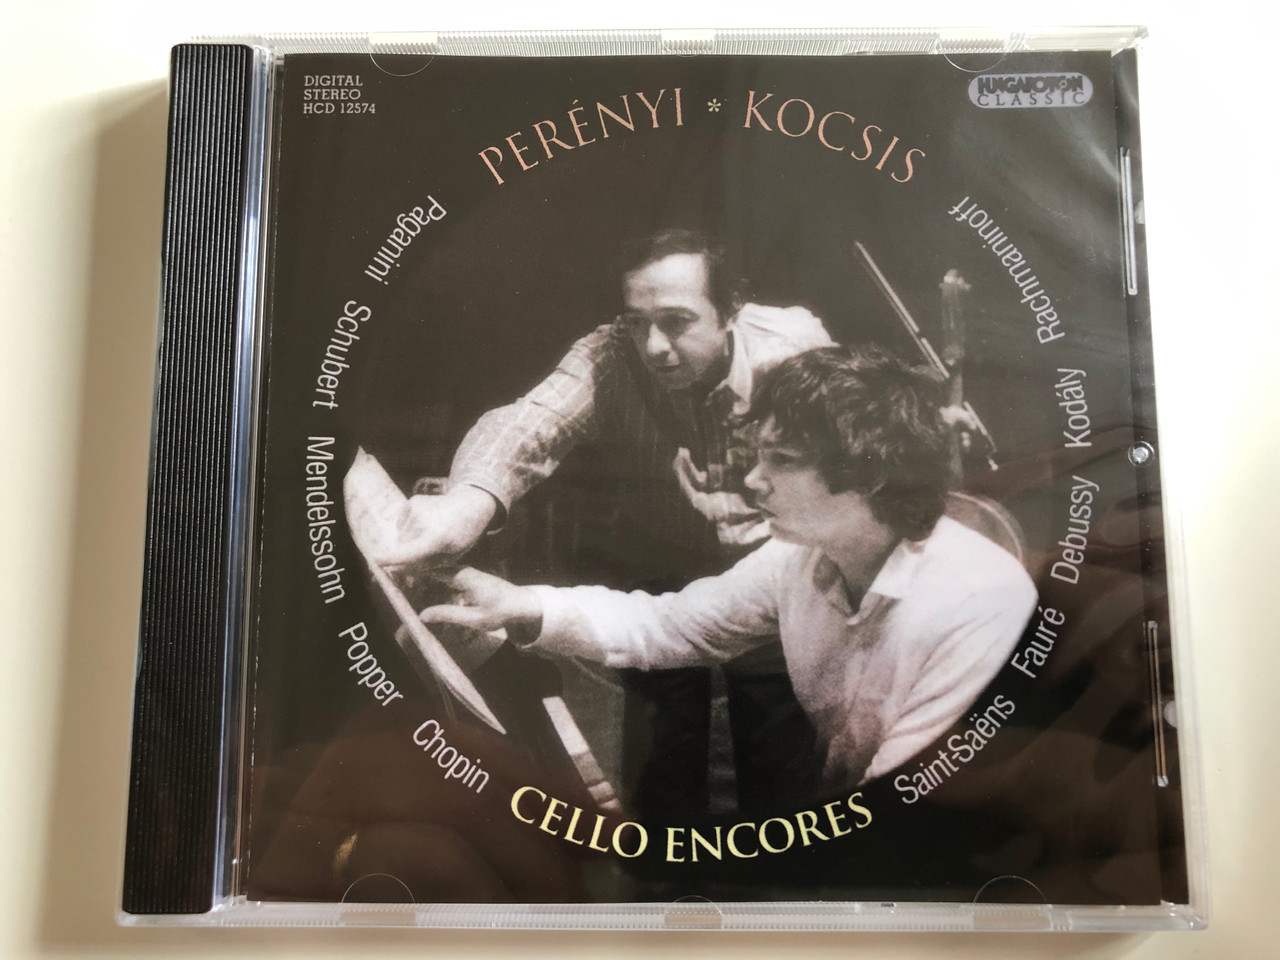 DIGITAL
STEREO
HCD 12574
HUNGAROTON
CLASSIC
PERÉNYI * KOCSIS
Paganini Schubert Mendelssohn Popper Chopin
Rachmaninoff Kodály Debussy Fauré Saint-Saëns
CELLO ENCORES